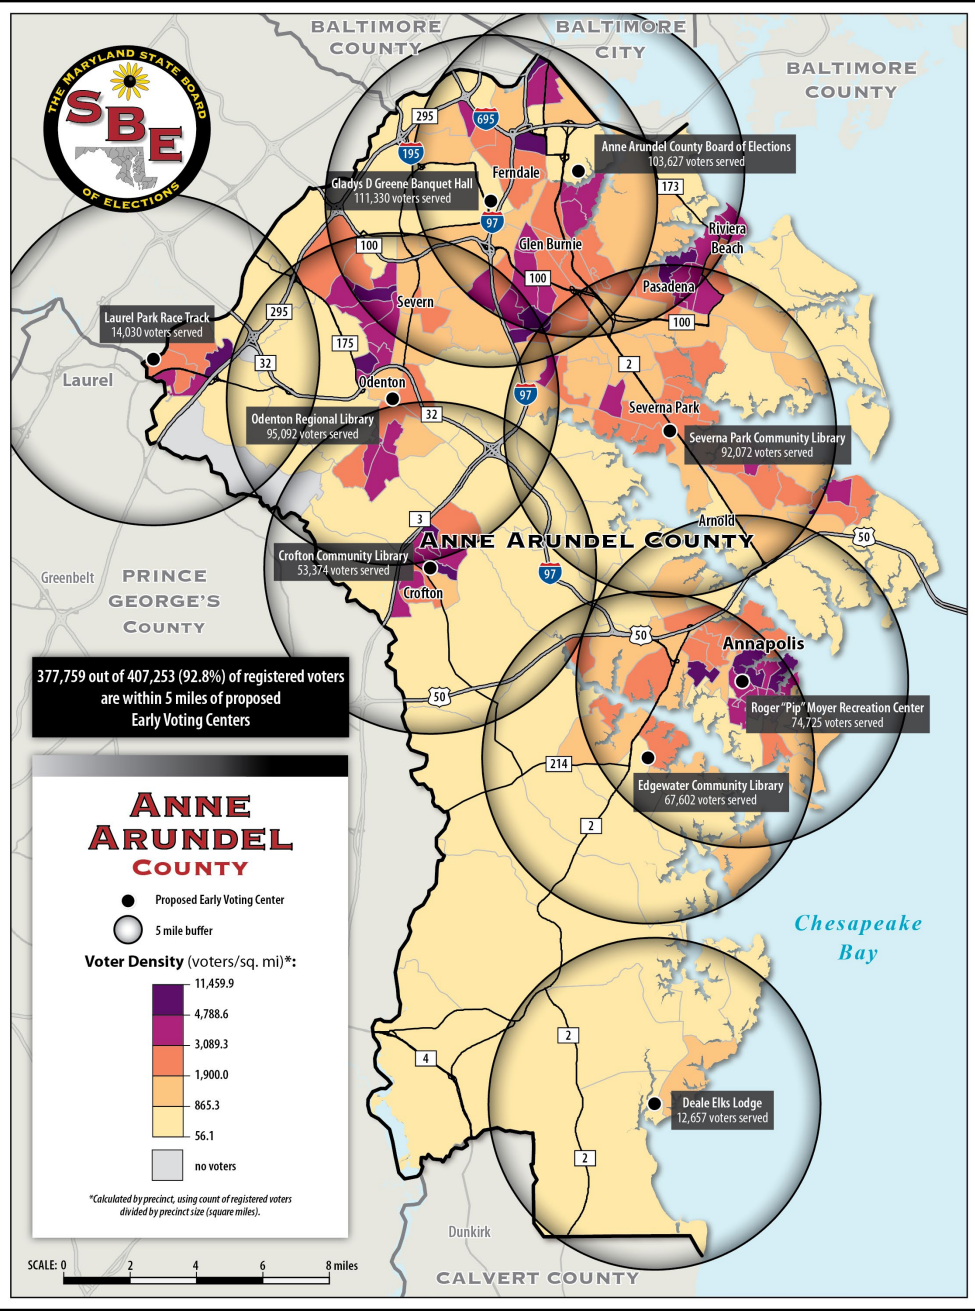 BALTIMORE
COUNTY
BALTIMORE
CITY
BALTIMORE
COUNTY
THE MARYLAND STATE BOARD
SBE
OF ELECTIONS
295
695
195
Anne Arundel County Board of Elections
103,627 voters served
Ferndale
173
Gladys D Greene Banquet Hall
111,330 voters served
97
Riviera
Beach
100
Glen Burnie
100
Pasadena
Severn
295
Laurel Park Race Track
14,030 voters served
100
175
32
2
Laurel
Odenton
97
Severna Park
32
Odenton Regional Library
95,092 voters served
Severna Park Community Library
92,072 voters served
3
Arnold
50
ANNE ARUNDEL COUNTY
Crofton Community Library
53,374 voters served
Greenbelt
PRINCE
GEORGE'S
COUNTY
97
Crofton
50
Annapolis
377,759 out of 407,253 (92.8%) of registered voters
are within 5 miles of proposed
Early Voting Centers
50
Roger "Pip" Moyer Recreation Center
74,725 voters served
214
Edgewater Community Library
67,602 voters served
2
ANNE
ARUNDEL
COUNTY
Proposed Early Voting Center
5 mile buffer
Voter Density (voters/sq. mi)*:
11,459.9
4,788.6
3,089.3
1,900.0
865.3
56.1
no voters
*Calculated by precinct, using count of registered voters
divided by precinct size (square miles).
Chesapeake
Bay
2
4
Deale Elks Lodge
12,657 voters served
2
Dunkirk
SCALE: 0 2 4 6 8 miles
CALVERT COUNTY